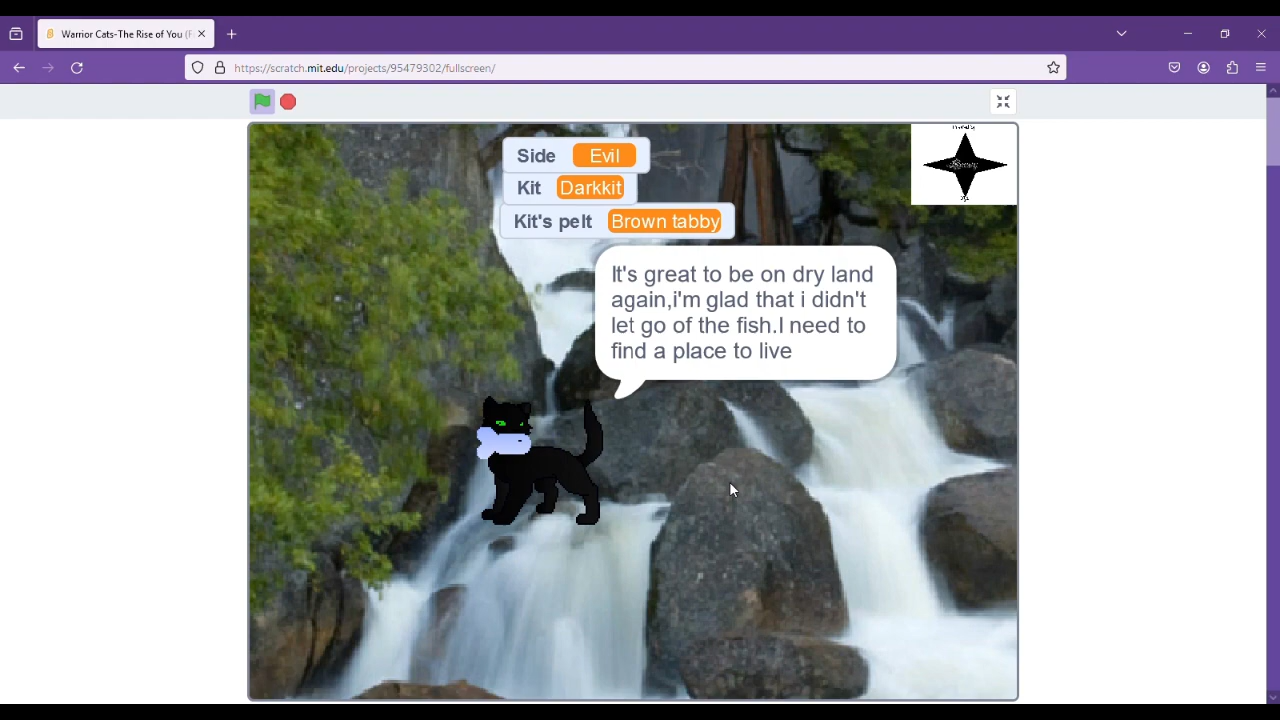 Warrior Cats-The Rise of You (F
https://scratch.mit.edu/projects/95479302/fullscreen/
Side Evil
Kit Darkkit
Kit's pelt Brown tabby
It's great to be on dry land
again,i'm glad that i didn't
let go of the fish.I need to
find a place to live